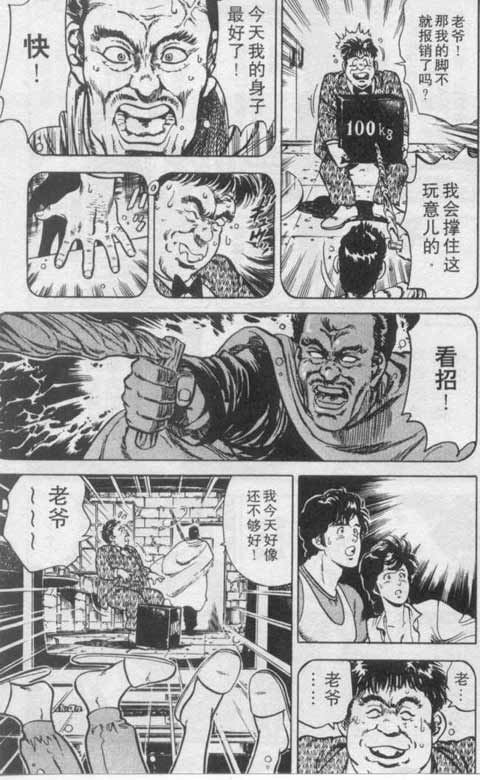 老爷！
那我的脚不
就报销了吗？
100kg
我会撑住这
玩意儿的．
今天我的身子
最好了！
快！
看招！
我今天好像
还不够好！
老爷～～～
老…
老爷……